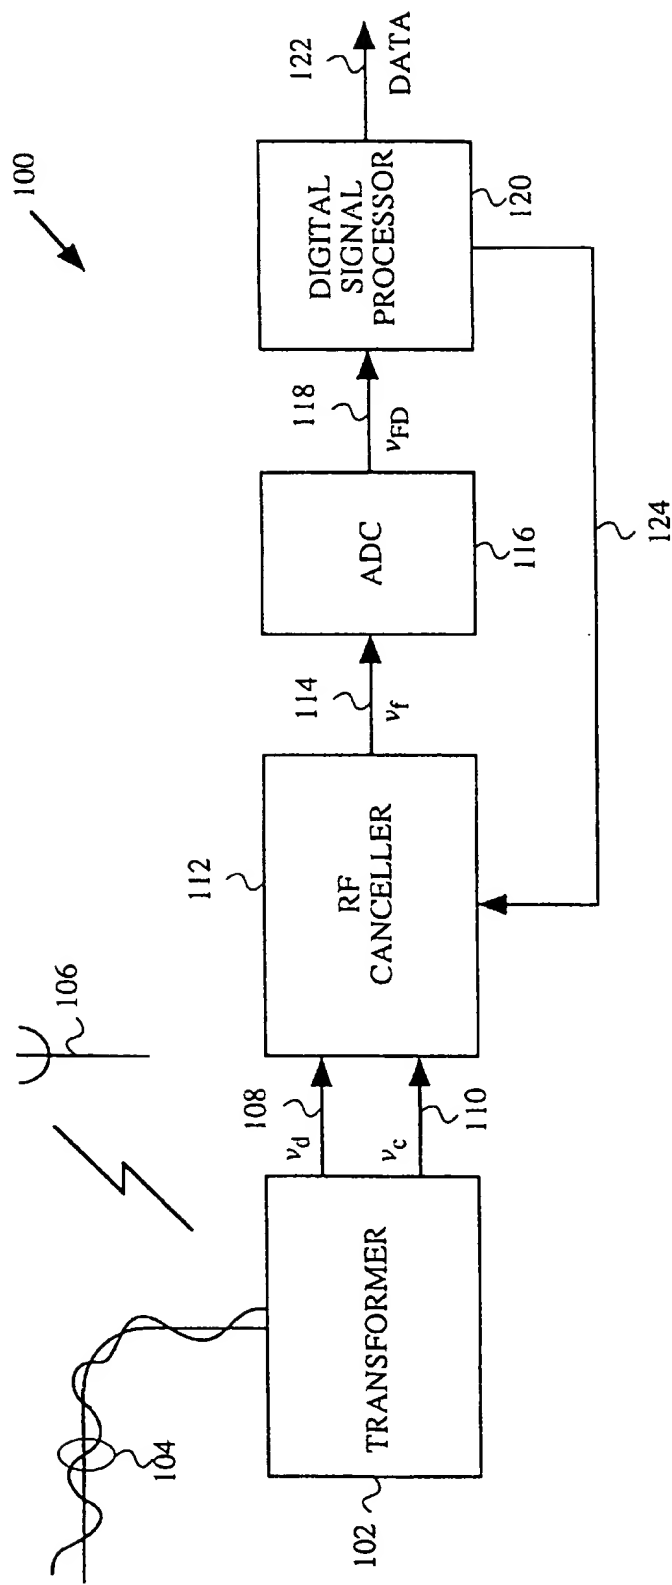 100
106
104
TRANSFORMER
102
108
v_d
v_c
110
112
RF
CANCELLER
114
v_f
ADC
116
118
v_FD
DIGITAL
SIGNAL
PROCESSOR
120
122
DATA
124